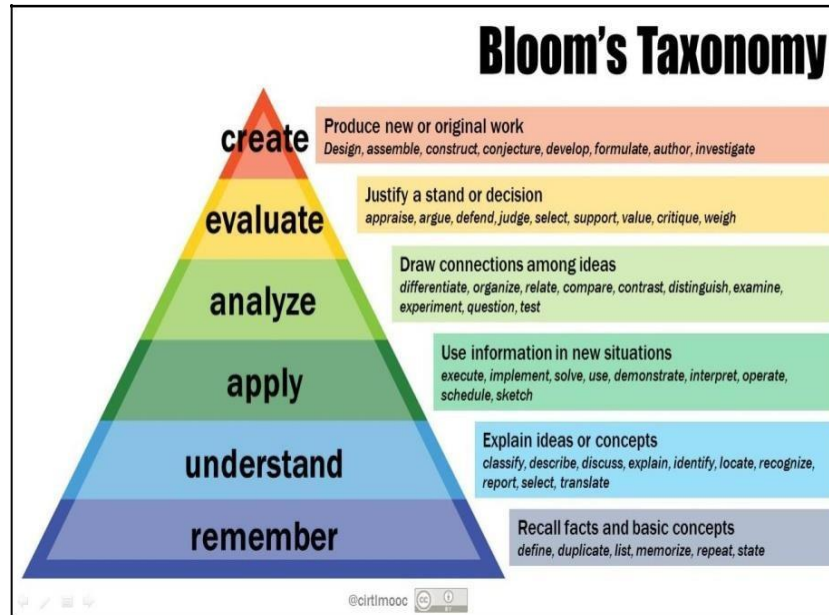 Bloom's Taxonomy
create
Produce new or original work
Design, assemble, construct, conjecture, develop, formulate, author, investigate
evaluate
Justify a stand or decision
appraise, argue, defend, judge, select, support, value, critique, weigh
analyze
Draw connections among ideas
differentiate, organize, relate, compare, contrast, distinguish, examine,
experiment, question, test
apply
Use information in new situations
execute, implement, solve, use, demonstrate, interpret, operate,
schedule, sketch
understand
Explain ideas or concepts
classify, describe, discuss, explain, identify, locate, recognize,
report, select, translate
remember
Recall facts and basic concepts
define, duplicate, list, memorize, repeat, state
@cirtlmooc cc BY